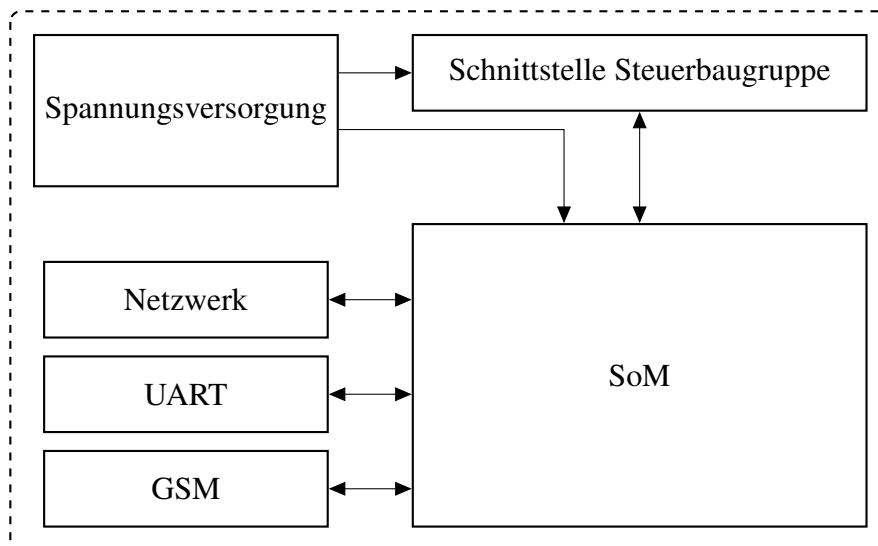 Spannungsversorgung
Schnittstelle Steuerbaugruppe
Netzwerk
UART
GSM
SoM